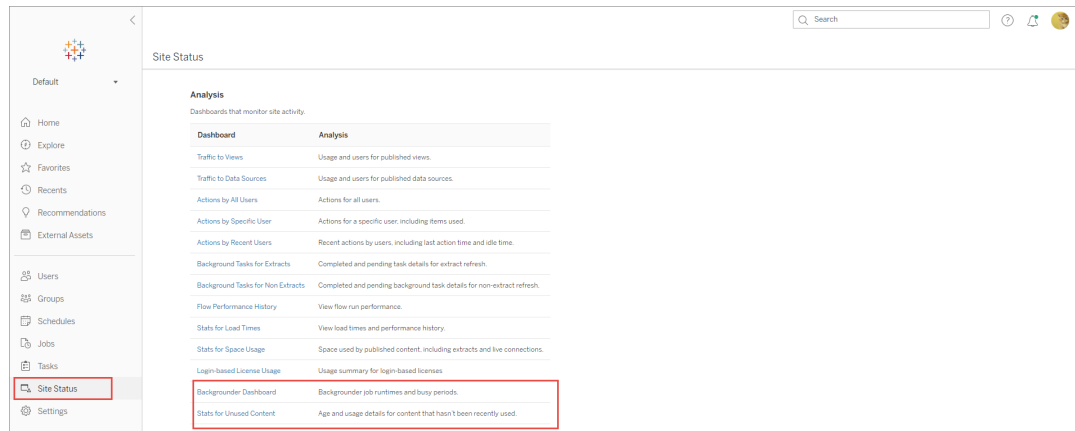 Search
Site Status
Default
Home
Explore
Favorites
Recents
Recommendations
External Assets
Users
Groups
Schedules
Jobs
Tasks
Site Status
Settings
Analysis
Dashboards that monitor site activity.
Dashboard Analysis
Traffic to Views Usage and users for published views.
Traffic to Data Sources Usage and users for published data sources.
Actions by All Users Actions for all users.
Actions by Specific User Actions for a specific user, including items used.
Actions by Recent Users Recent actions by users, including last action time and idle time.
Background Tasks for Extracts Completed and pending task details for extract refresh.
Background Tasks for Non Extracts Completed and pending background task details for non-extract refresh.
Flow Performance History View flow run performance.
Stats for Load Times View load times and performance history.
Stats for Space Usage Space used by published content, including extracts and live connections.
Login-based License Usage Usage summary for login-based licenses
Backgrounder Dashboard Backgrounder job runtimes and busy periods.
Stats for Unused Content Age and usage details for content that hasn't been recently used.